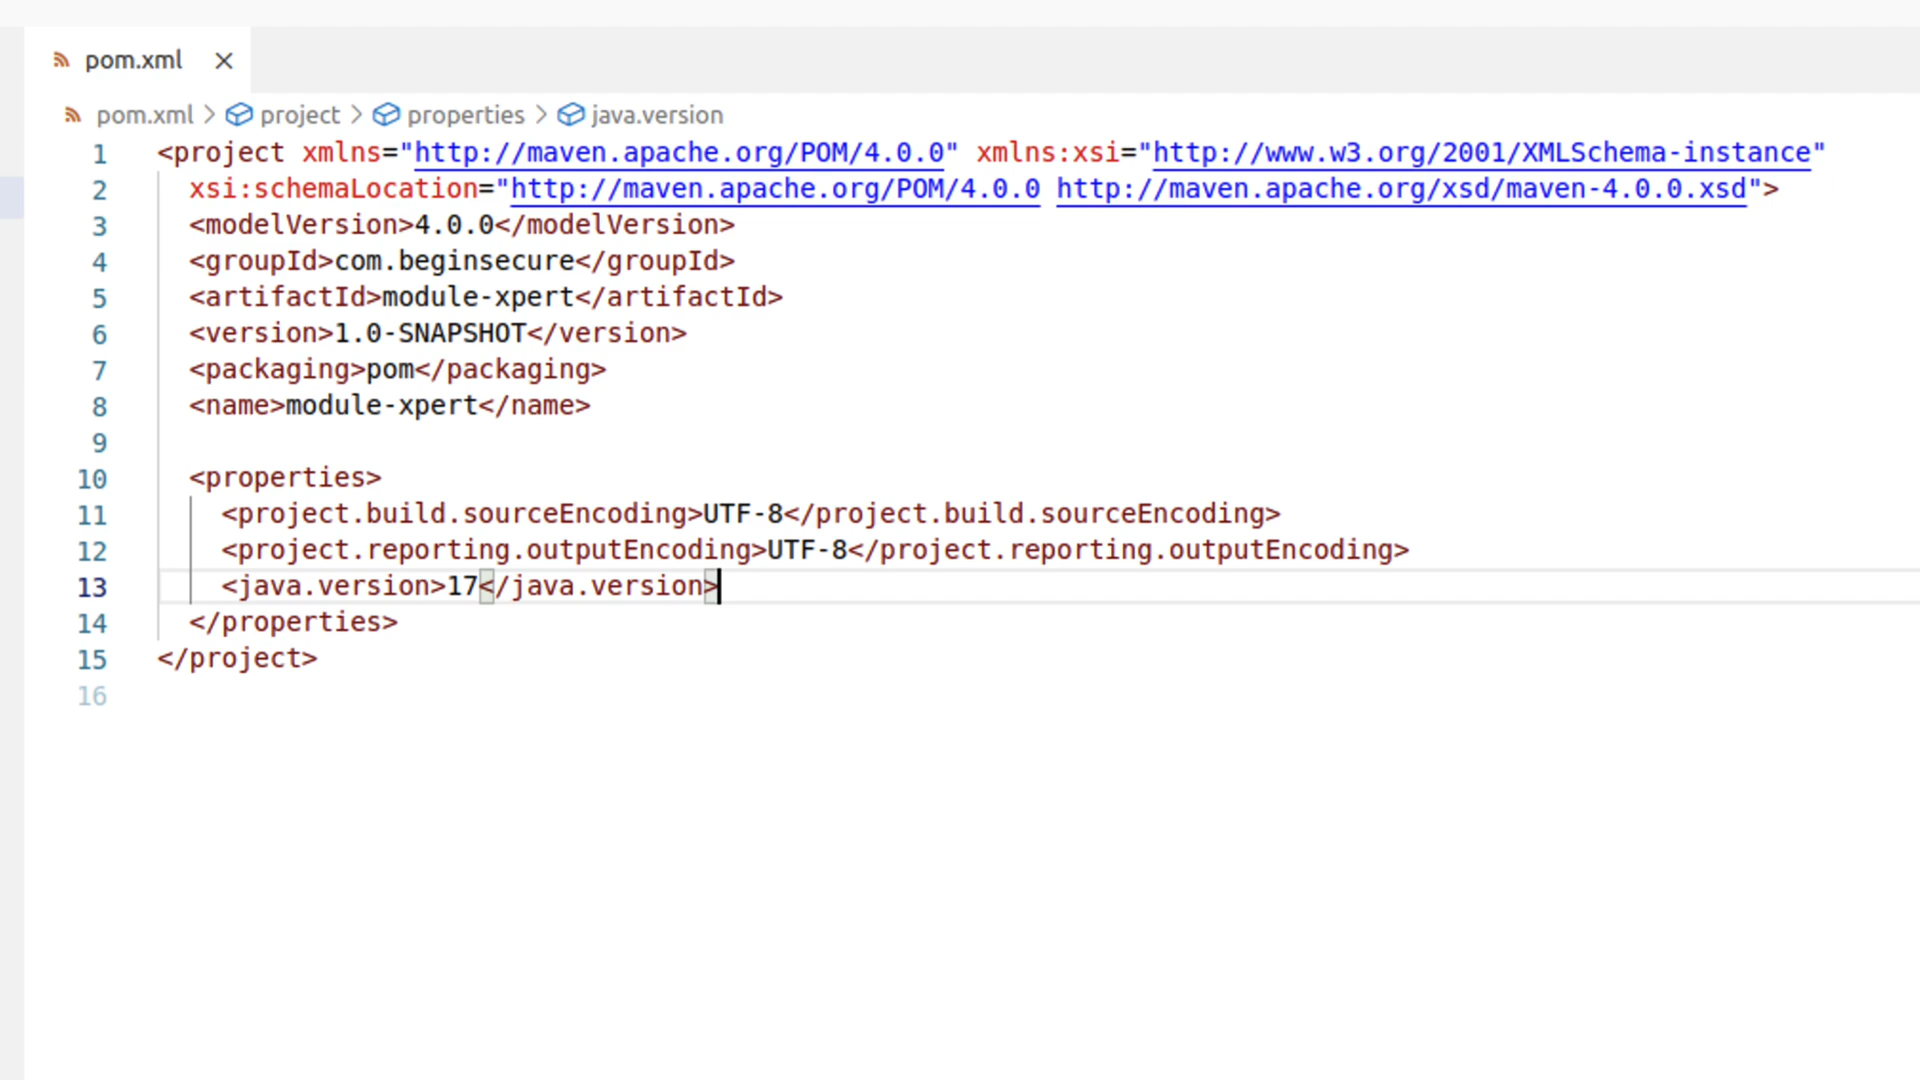 pom.xml
pom.xml > project > properties > java.version
1 <project xmlns="http://maven.apache.org/POM/4.0.0" xmlns:xsi="http://www.w3.org/2001/XMLSchema-instance"
2 xsi:schemaLocation="http://maven.apache.org/POM/4.0.0 http://maven.apache.org/xsd/maven-4.0.0.xsd">
3 <modelVersion>4.0.0</modelVersion>
4 <groupId>com.beginsecure</groupId>
5 <artifactId>module-xpert</artifactId>
6 <version>1.0-SNAPSHOT</version>
7 <packaging>pom</packaging>
8 <name>module-xpert</name>
9
10 <properties>
11 <project.build.sourceEncoding>UTF-8</project.build.sourceEncoding>
12 <project.reporting.outputEncoding>UTF-8</project.reporting.outputEncoding>
13 <java.version>17</java.version>
14 </properties>
15 </project>
16